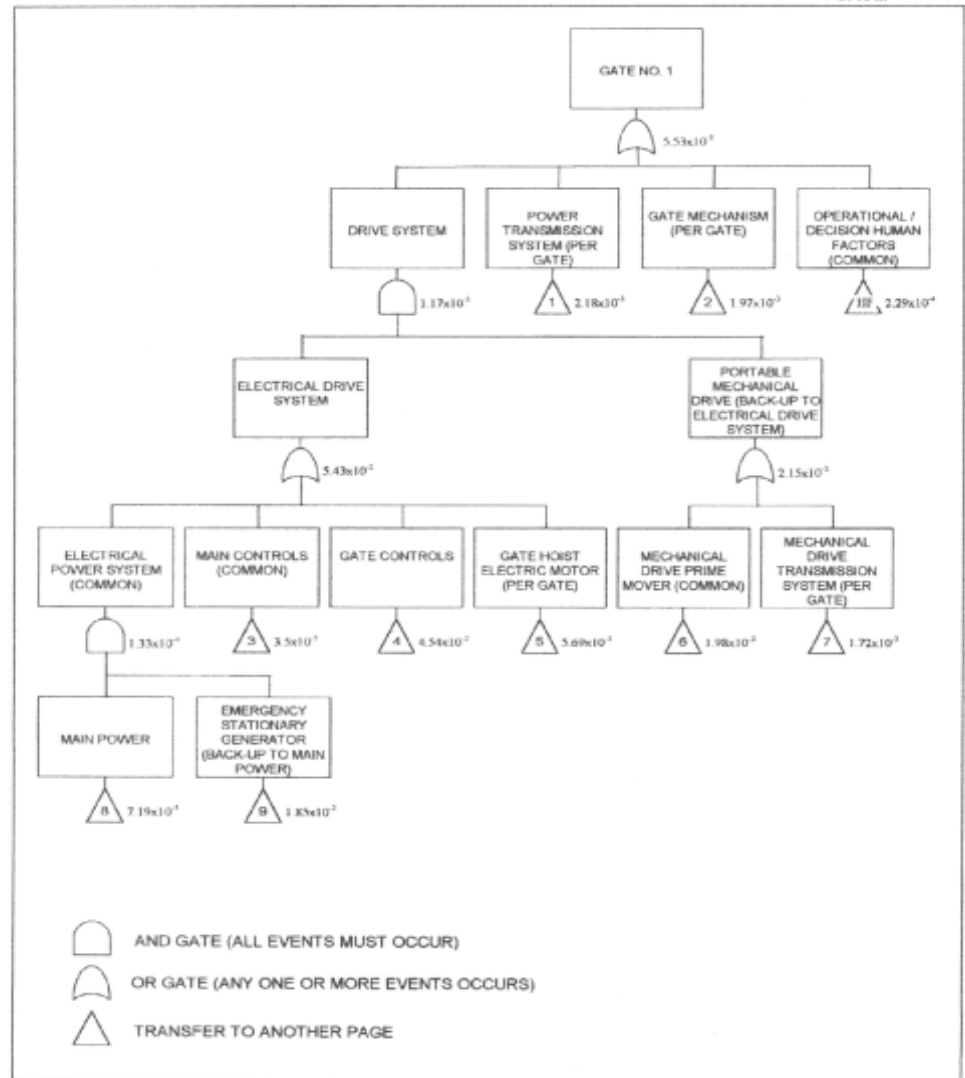 GATE NO. 1
5.53x10⁻³
DRIVE SYSTEM
POWER
TRANSMISSION
SYSTEM (PER
GATE)
GATE MECHANISM
(PER GATE)
OPERATIONAL /
DECISION HUMAN
FACTORS
(COMMON)
1.17x10⁻³
1
2.18x10⁻³
2
1.97x10⁻³
HF
2.29x10⁻⁴
ELECTRICAL DRIVE
SYSTEM
PORTABLE
MECHANICAL
DRIVE (BACK-UP TO
ELECTRICAL DRIVE
SYSTEM)
5.43x10⁻²
2.15x10⁻²
ELECTRICAL
POWER SYSTEM
(COMMON)
MAIN CONTROLS
(COMMON)
GATE CONTROLS
GATE HOIST
ELECTRIC MOTOR
(PER GATE)
MECHANICAL
DRIVE PRIME
MOVER (COMMON)
MECHANICAL
DRIVE
TRANSMISSION
SYSTEM (PER
GATE)
1.33x10⁻⁴
3
3.5x10⁻³
4
4.54x10⁻²
5
5.69x10⁻³
6
1.98x10⁻²
7
1.72x10⁻³
MAIN POWER
EMERGENCY
STATIONARY
GENERATOR
(BACK-UP TO MAIN
POWER)
8
7.19x10⁻³
9
1.85x10⁻²
AND GATE (ALL EVENTS MUST OCCUR)
OR GATE (ANY ONE OR MORE EVENTS OCCURS)
TRANSFER TO ANOTHER PAGE